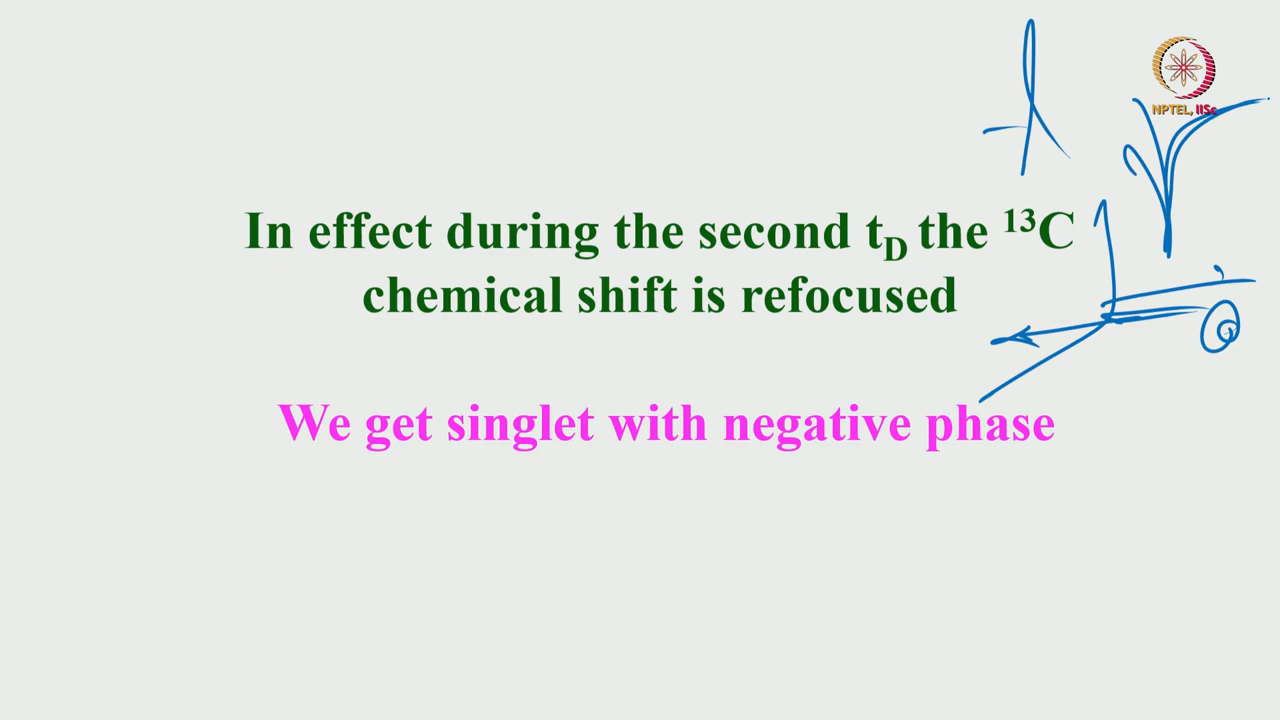 NPTEL, IISc
In effect during the second t_D the ¹³C
chemical shift is refocused
We get singlet with negative phase